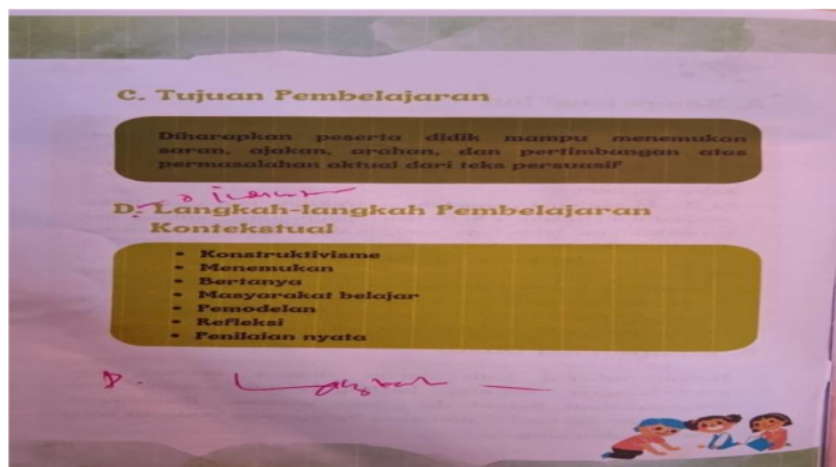 C. Tujuan Pembelajaran
Diharapkan peserta didik mampu menemukan
saran, ajakan, arahan, dan pertimbangan atas
permasalahan aktual dari teks persuasif
D. Langkah-langkah Pembelajaran
Kontekstual
• Konstruktivisme
• Menemukan
• Bertanya
• Masyarakat belajar
• Pemodelan
• Refleksi
• Penilaian nyata